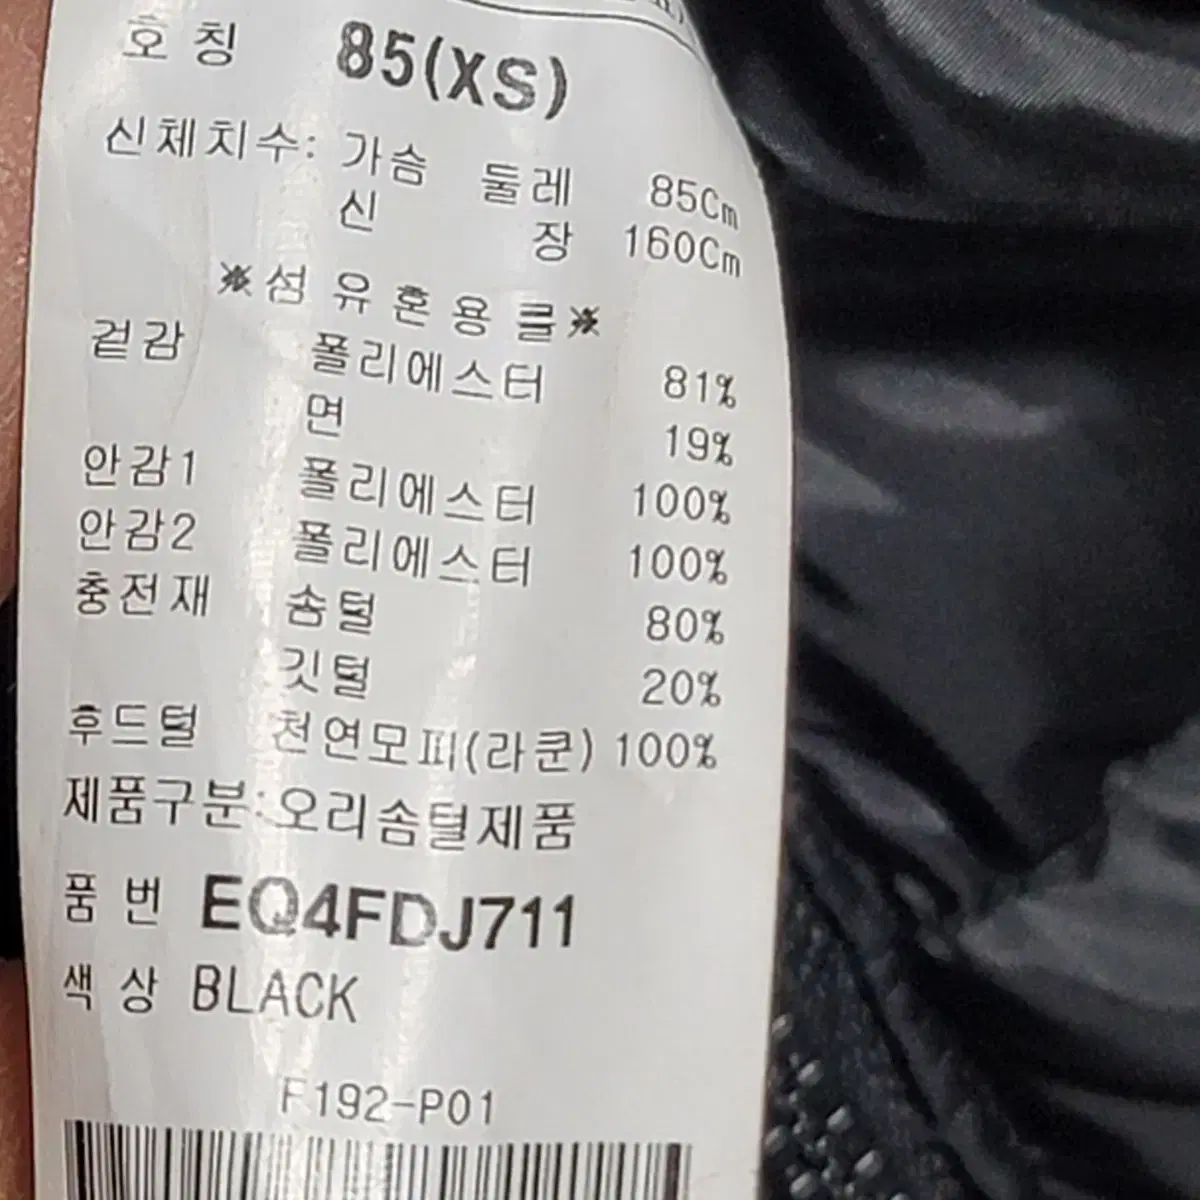 호 칭 85(XS)
신체치수: 가슴 둘레 85Cm
신 장 160Cm
※섬 유 혼 용 률※
겉감 폴리에스터 81%
면 19%
안감1 폴리에스터 100%
안감2 폴리에스터 100%
충전재 솜털 80%
깃털 20%
후드털 천연모피(라쿤) 100%
제품구분:오리솜털제품
품 번 EQ4FDJ711
색 상 BLACK
F192-P01